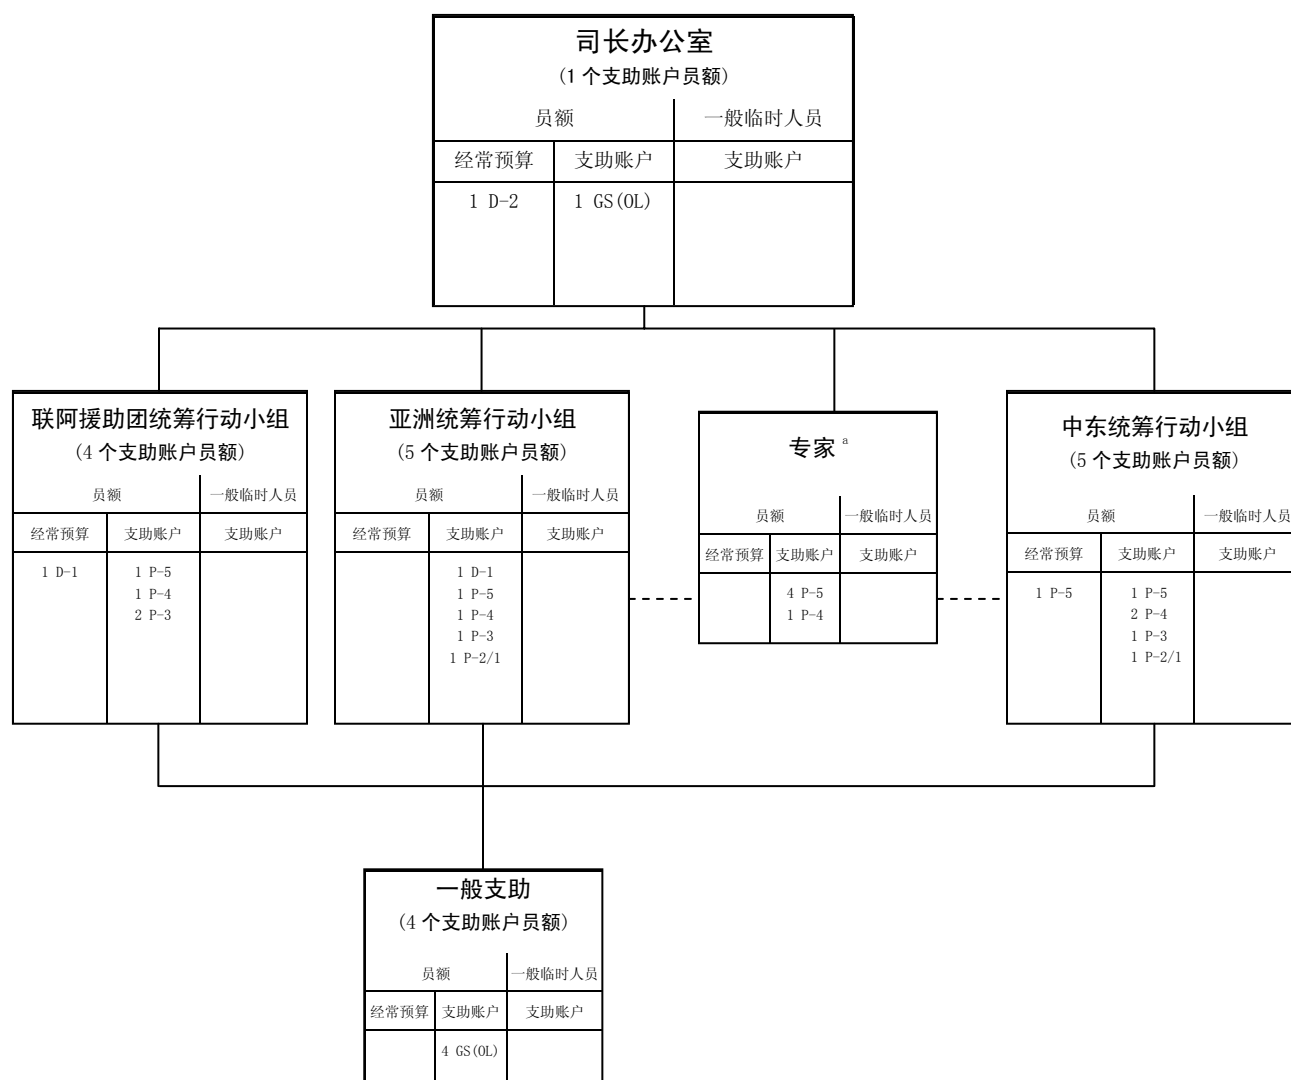 司长办公室
(1 个支助账户员额)
员额 一般临时人员
经常预算 支助账户 支助账户
1 D-2 1 GS(OL)
联阿援助团统筹行动小组
(4 个支助账户员额)
员额 一般临时人员
经常预算 支助账户 支助账户
1 D-1 1 P-5
1 P-4
2 P-3
亚洲统筹行动小组
(5 个支助账户员额)
员额 一般临时人员
经常预算 支助账户 支助账户
1 D-1
1 P-5
1 P-4
1 P-3
1 P-2/1
专家 a
员额 一般临时人员
经常预算 支助账户 支助账户
4 P-5
1 P-4
中东统筹行动小组
(5 个支助账户员额)
员额 一般临时人员
经常预算 支助账户 支助账户
1 P-5 1 P-5
2 P-4
1 P-3
1 P-2/1
一般支助
(4 个支助账户员额)
员额 一般临时人员
经常预算 支助账户 支助账户
4 GS(OL)